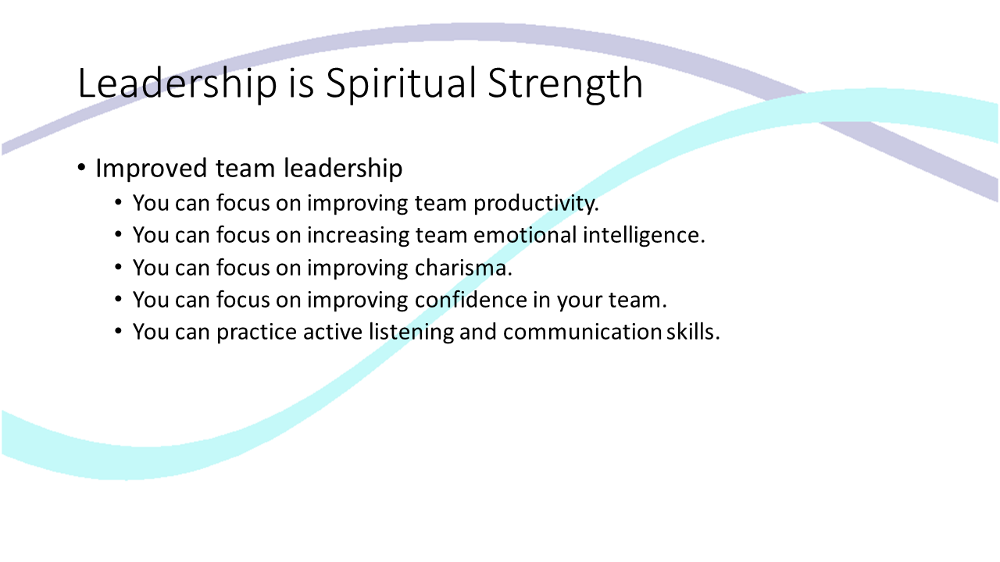 Leadership is Spiritual Strength
• Improved team leadership
• You can focus on improving team productivity.
• You can focus on increasing team emotional intelligence.
• You can focus on improving charisma.
• You can focus on improving confidence in your team.
• You can practice active listening and communication skills.